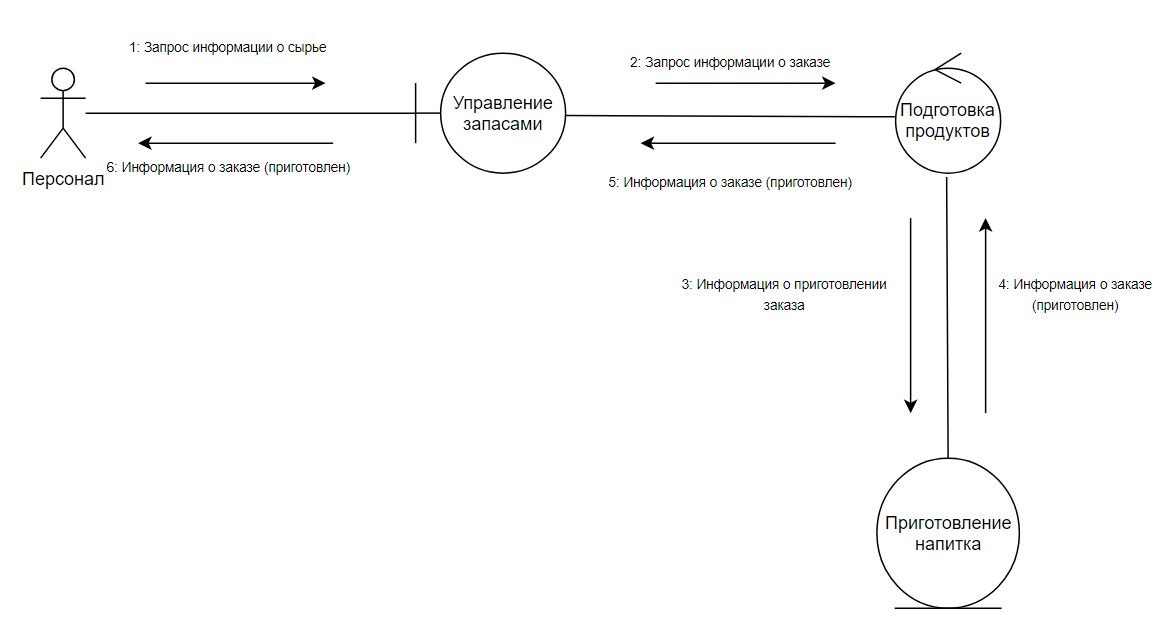 1: Запрос информации о сырье
2: Запрос информации о заказе
Управление
запасами
Подготовка
продуктов
Персонал
6: Информация о заказе (приготовлен)
5: Информация о заказе (приготовлен)
3: Информация о приготовлении
заказа
4: Информация о заказе
(приготовлен)
Приготовление
напитка